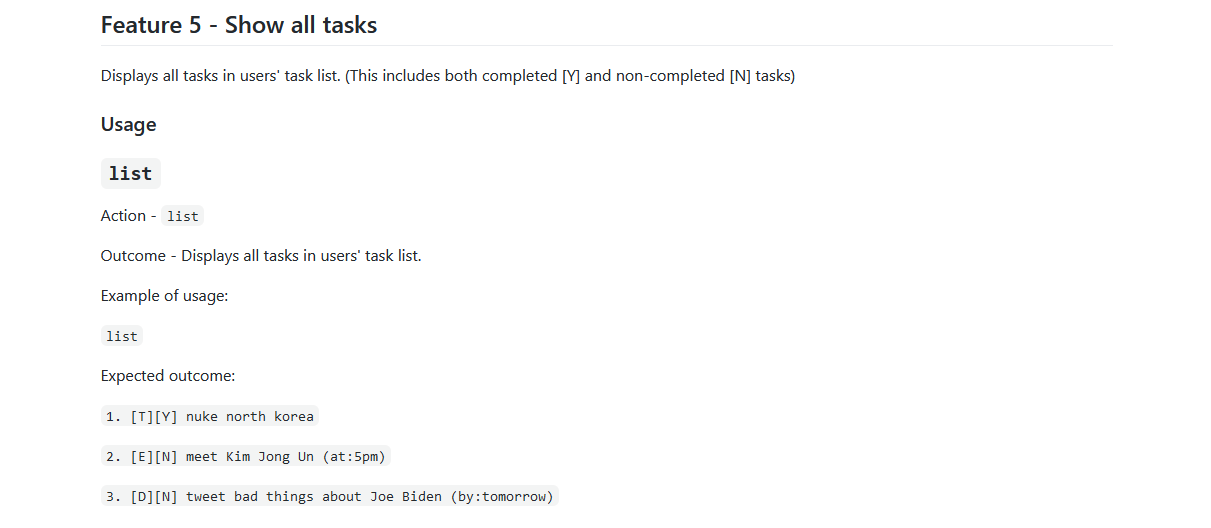 Feature 5 - Show all tasks
Displays all tasks in users' task list. (This includes both completed [Y] and non-completed [N] tasks)
Usage
list
Action - list
Outcome - Displays all tasks in users' task list.
Example of usage:
list
Expected outcome:
1. [T][Y] nuke north korea
2. [E][N] meet Kim Jong Un (at:5pm)
3. [D][N] tweet bad things about Joe Biden (by:tomorrow)